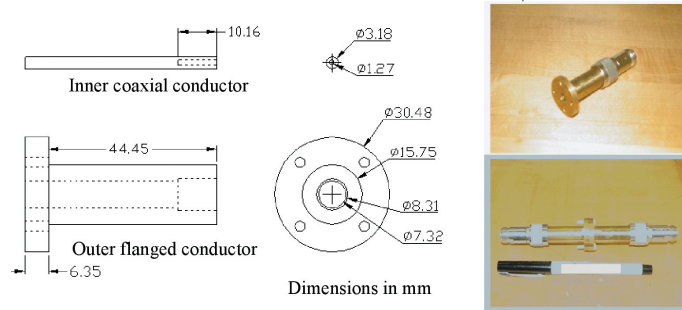 10.16
Ø3.18
Ø1.27
Inner coaxial conductor
Ø30.48
44.45
Ø15.75
Ø8.31
Ø7.32
Outer flanged conductor
6.35
Dimensions in mm